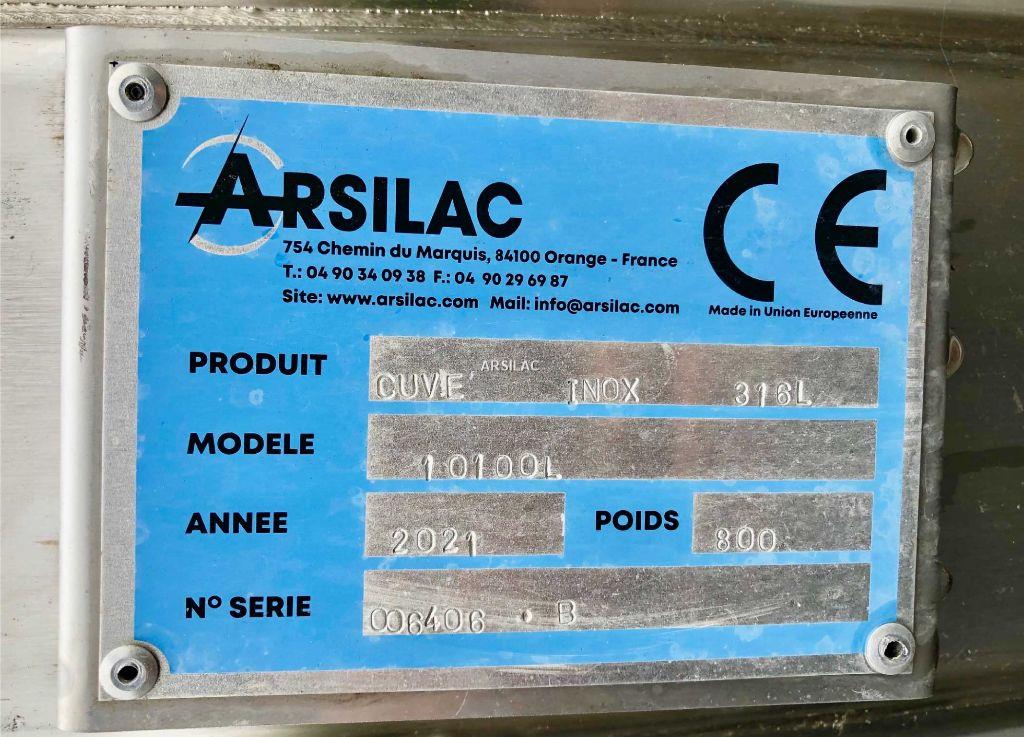 ARSILAC
754 Chemin du Marquis, 84100 Orange - France
T.: 04 90 34 09 38 F.: 04 90 29 69 87
Site: www.arsilac.com Mail: info@arsilac.com
CE
Made in Union Europeenne
PRODUIT
ARSILAC
CUVE INOX 316L
MODELE 10100L
ANNEE 2021 POIDS 800
Nº SERIE 006406 · B